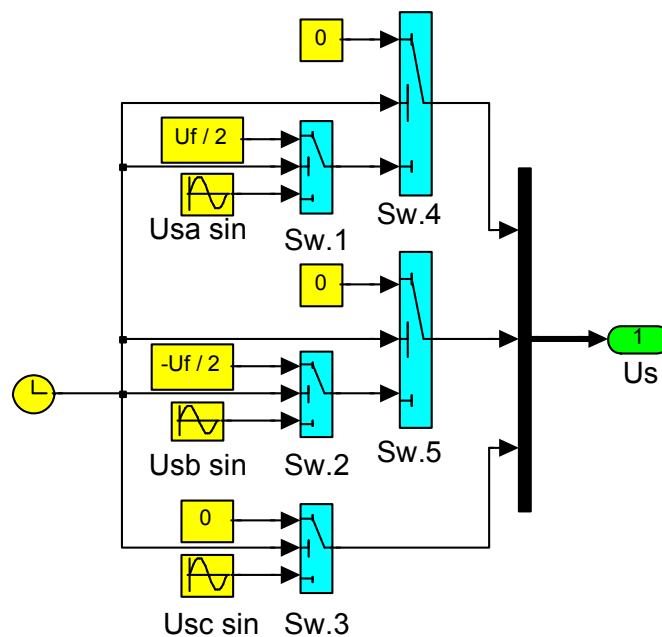 0
Uf / 2
Usa sin
Sw.1
Sw.4
0
-Uf / 2
Usb sin
Sw.2
Sw.5
1
Us
0
Usc sin
Sw.3